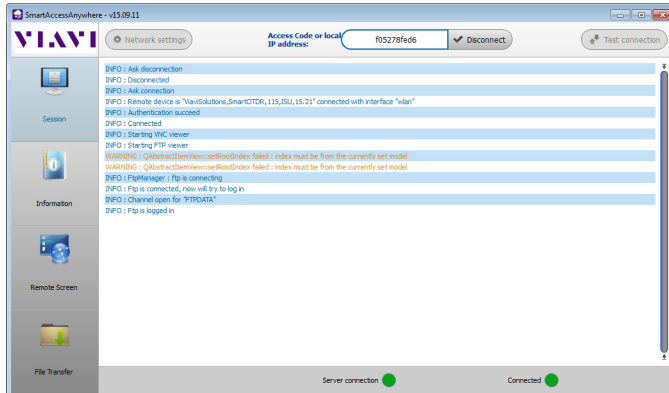 SmartAccessAnywhere - v15.09.11
VIAVI
Network settings
Access Code or local
IP address:
f05278fed6
Disconnect
Test connection
INFO : Ask disconnection
INFO : Disconnected
INFO : Ask connection
INFO : Remote device is "ViaviSolutions,SmartOTDR,115,ISU,15.21" connected with interface "wlan"
INFO : Authentication succeed
INFO : Connected
INFO : Starting VNC viewer
INFO : Starting FTP viewer
WARNING : QAbstractItemView::setRootIndex failed : index must be from the currently set model
WARNING : QAbstractItemView::setRootIndex failed : index must be from the currently set model
INFO : FtpManager : ftp is connecting
INFO : Ftp is connected, now will try to log in
INFO : Channel open for "FTPDATA"
INFO : Ftp is logged in
Session
Information
Remote Screen
File Transfer
Server connection
Connected